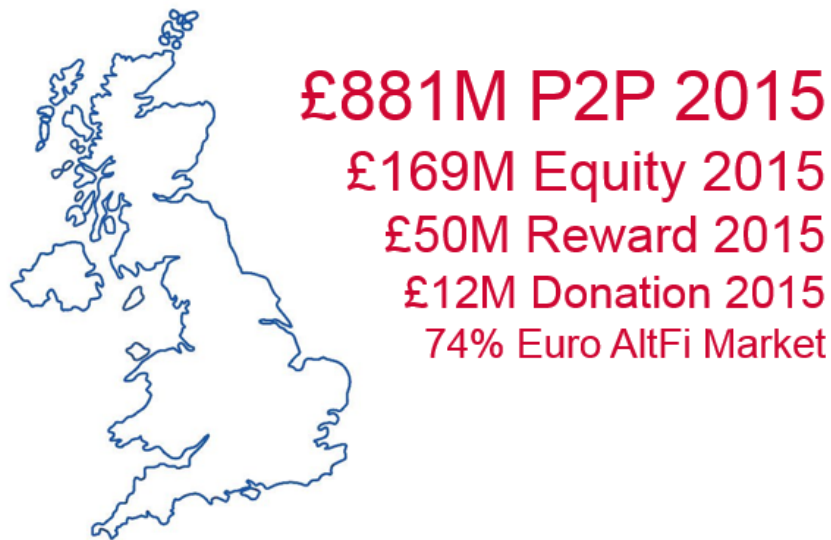 £881M P2P 2015
£169M Equity 2015
£50M Reward 2015
£12M Donation 2015
74% Euro AltFi Market